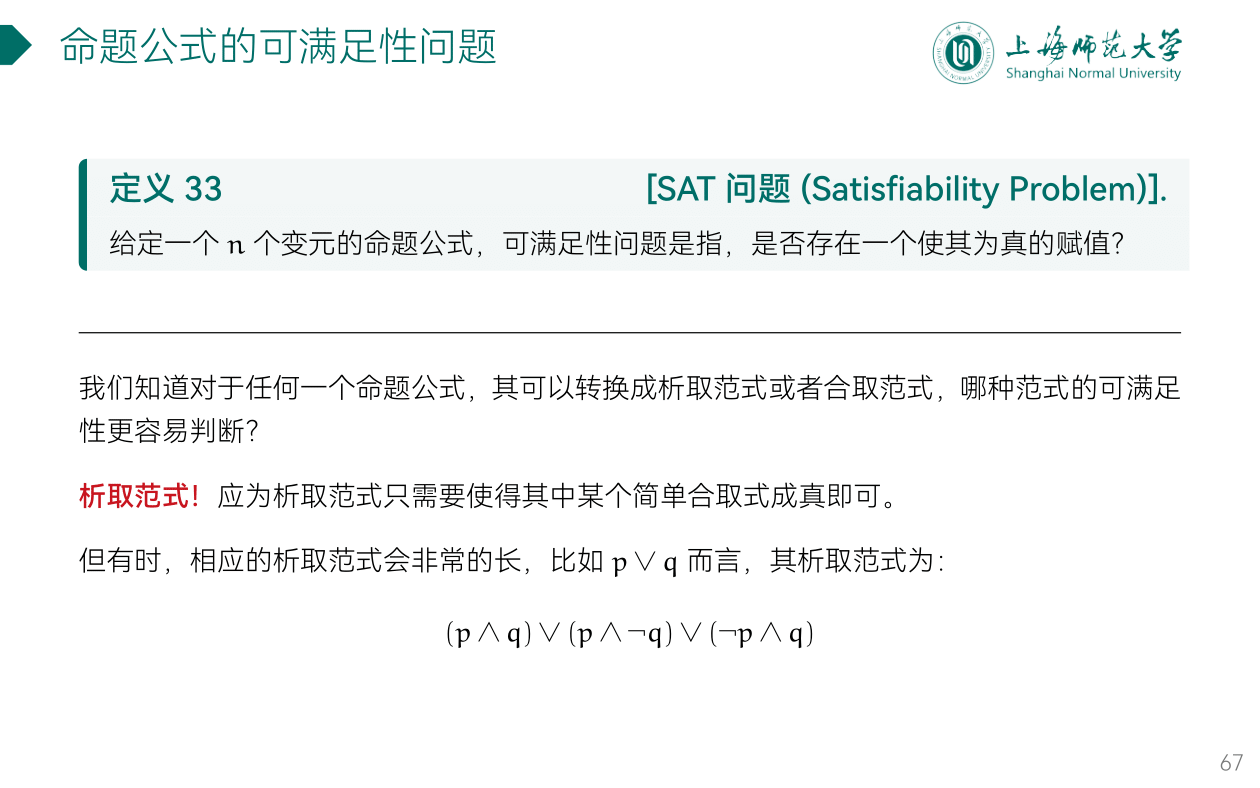 命题公式的可满足性问题
上海师范大学
Shanghai Normal University
定义 33 [SAT 问题 (Satisfiability Problem)].
给定一个 n 个变元的命题公式，可满足性问题是指，是否存在一个使其为真的赋值？
我们知道对于任何一个命题公式，其可以转换成析取范式或者合取范式，哪种范式的可满足
性更容易判断？
析取范式！应为析取范式只需要使得其中某个简单合取式成真即可。
但有时，相应的析取范式会非常的长，比如 p ∨ q 而言，其析取范式为：
(p ∧ q) ∨ (p ∧ ¬q) ∨ (¬p ∧ q)
67